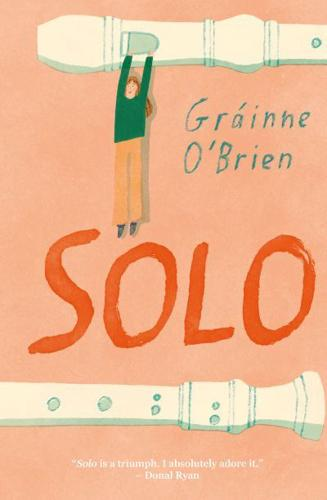 Gráinne
O'Brien
SOLO
“Solo is a triumph. I absolutely adore it.”
– Donal Ryan